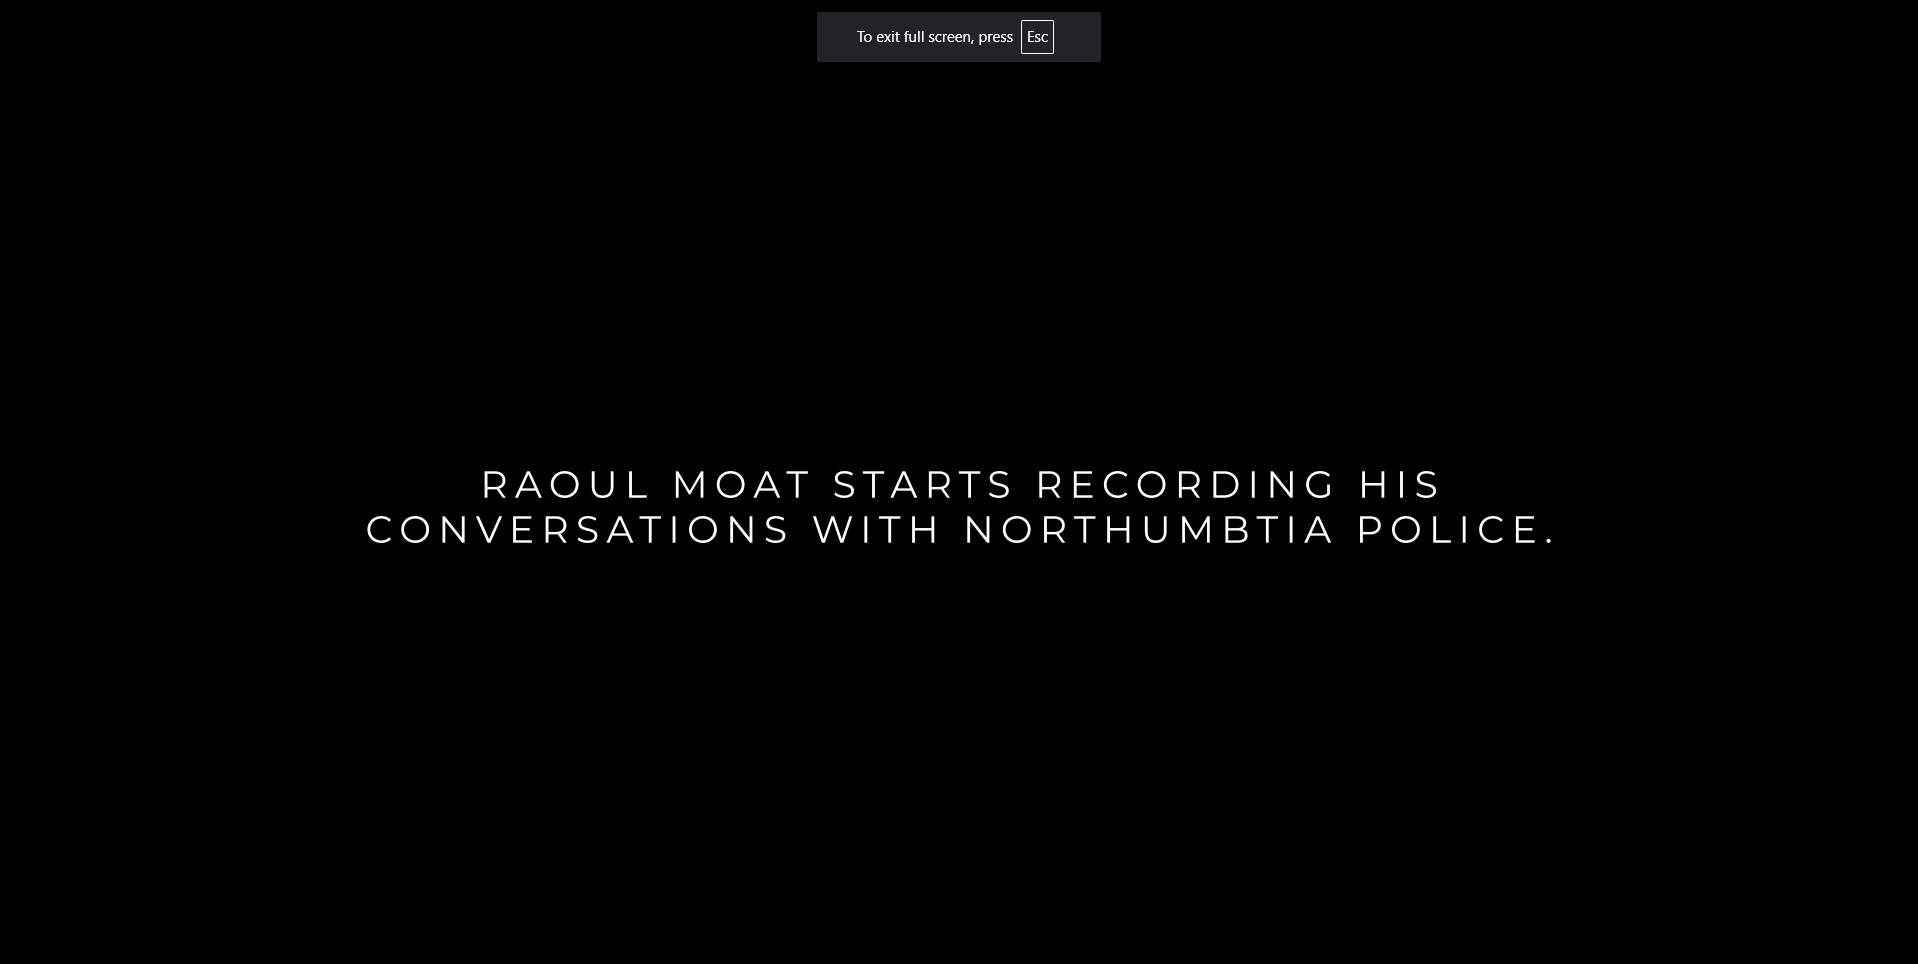 To exit full screen, press Esc
RAOUL MOAT STARTS RECORDING HIS
CONVERSATIONS WITH NORTHUMBTIA POLICE.